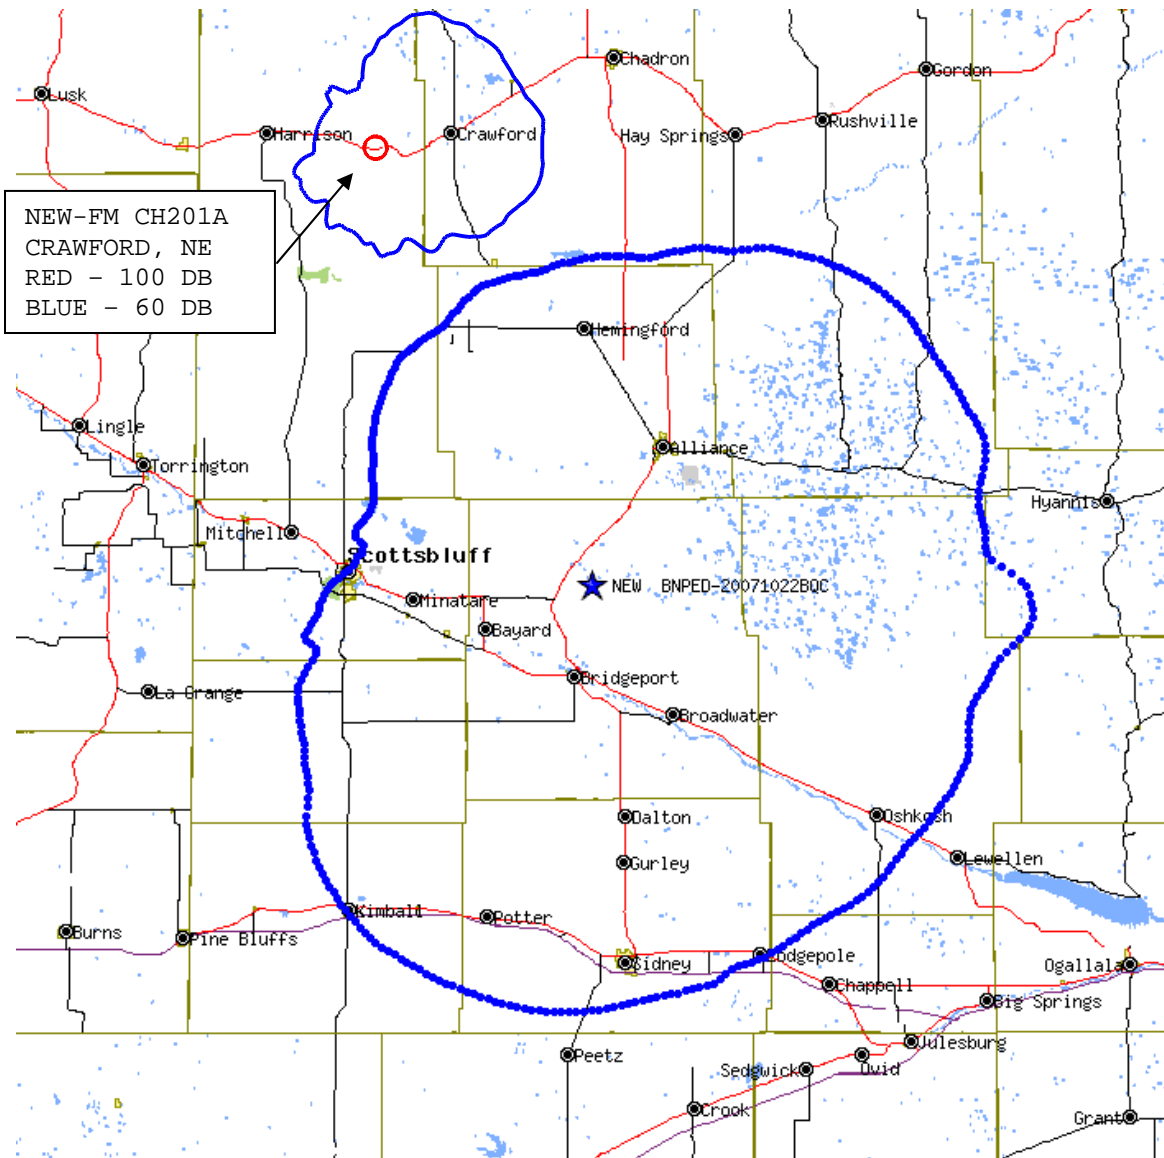 Chadron
Gordon
Lusk
Rushville
Harrison
Crawford
Hay Springs
NEW-FM CH201A
CRAWFORD, NE
RED - 100 DB
BLUE - 60 DB
Hemingford
Lingle
Alliance
Torrington
Hyannis
Mitchell
Scottsbluff
NEW BNPED-20071022BQC
Minatare
Bayard
Bridgeport
La Grange
Broadwater
Dalton
Oshkosh
Lewellen
Gurley
Kimball
Potter
Burns
Pine Bluffs
Sidney
Lodgepole
Ogallala
Chappell
Big Springs
Julesburg
Peetz
Ovid
Sedgwick
Crook
Grant